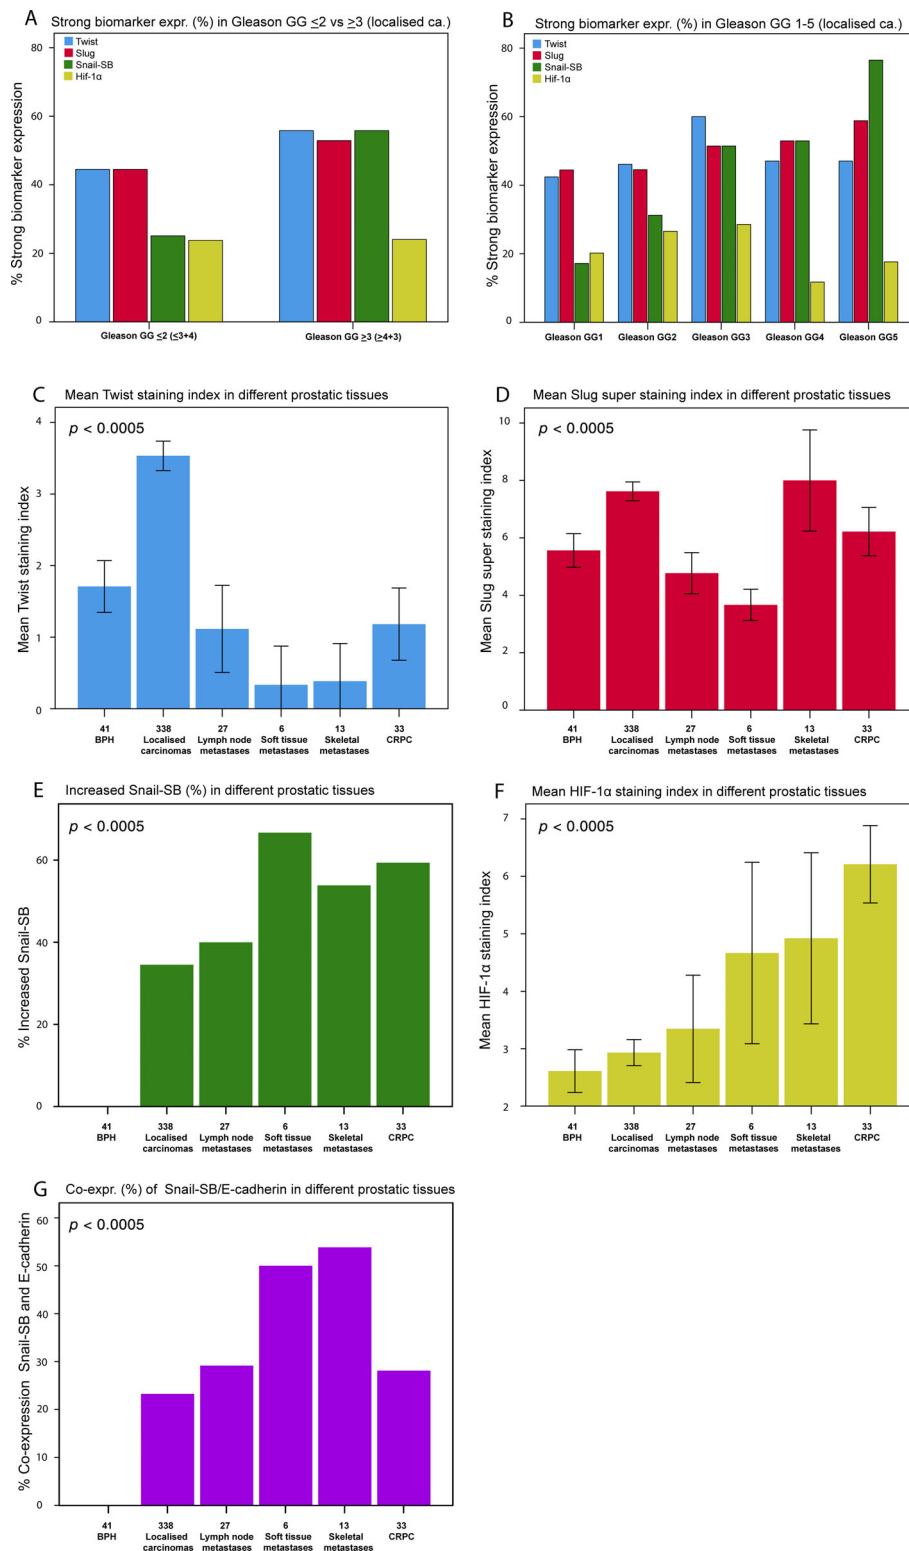 A Strong biomarker expr. (%) in Gleason GG ≤2 vs ≥3 (localised ca.)
Twist
Slug
Snail-SB
Hif-1α
% Strong biomarker expression
80
60
40
20
0
Gleason GG ≤2 (≤3+4)
Gleason GG ≥3 (≥4+3)
B Strong biomarker expr. (%) in Gleason GG 1-5 (localised ca.)
Twist
Slug
Snail-SB
Hif-1α
% Strong biomarker expression
80
60
40
20
0
Gleason GG1
Gleason GG2
Gleason GG3
Gleason GG4
Gleason GG5
C Mean Twist staining index in different prostatic tissues
p < 0.0005
Mean Twist staining index
4
3
2
1
0
41 338 27 6 13 33
BPH Localised Lymph node Soft tissue Skeletal CRPC
carcinomas metastases metastases metastases
D Mean Slug super staining index in different prostatic tissues
p < 0.0005
Mean Slug super staining index
10
8
6
4
2
0
41 338 27 6 13 33
BPH Localised Lymph node Soft tissue Skeletal CRPC
carcinomas metastases metastases metastases
E Increased Snail-SB (%) in different prostatic tissues
p < 0.0005
% Increased Snail-SB
60
40
20
0
41 338 27 6 13 33
BPH Localised Lymph node Soft tissue Skeletal CRPC
carcinomas metastases metastases metastases
F Mean HIF-1α staining index in different prostatic tissues
p < 0.0005
Mean HIF-1α staining index
7
6
5
4
3
2
41 338 27 6 13 33
BPH Localised Lymph node Soft tissue Skeletal CRPC
carcinomas metastases metastases metastases
G Co-expr. (%) of Snail-SB/E-cadherin in different prostatic tissues
p < 0.0005
% Co-expression Snail-SB and E-cadherin
60
50
40
30
20
10
0
41 338 27 6 13 33
BPH Localised Lymph node Soft tissue Skeletal CRPC
carcinomas metastases metastases metastases